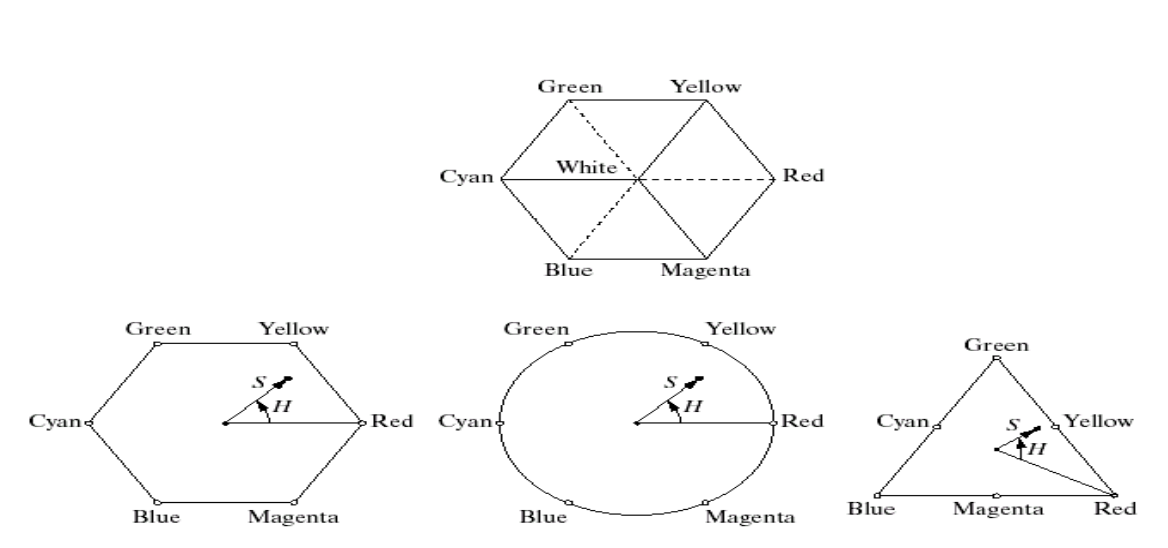 Green Yellow
Cyan White Red
Blue Magenta
Green Yellow
S
H
Cyan Red
Blue Magenta
Green Yellow
S
H
Cyan Red
Blue Magenta
Green
Cyan S Yellow
H
Blue Magenta Red